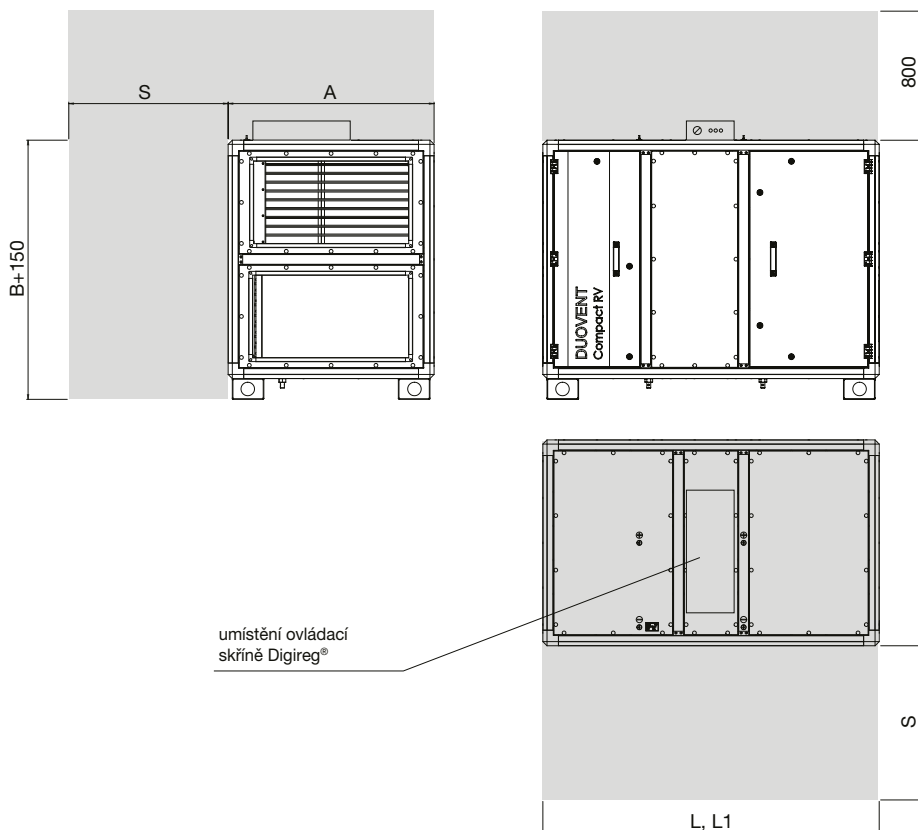 S
A
800
B+150
DUOVENT
Compact RV
umístění ovládací
skříně Digireg®
S
L, L1